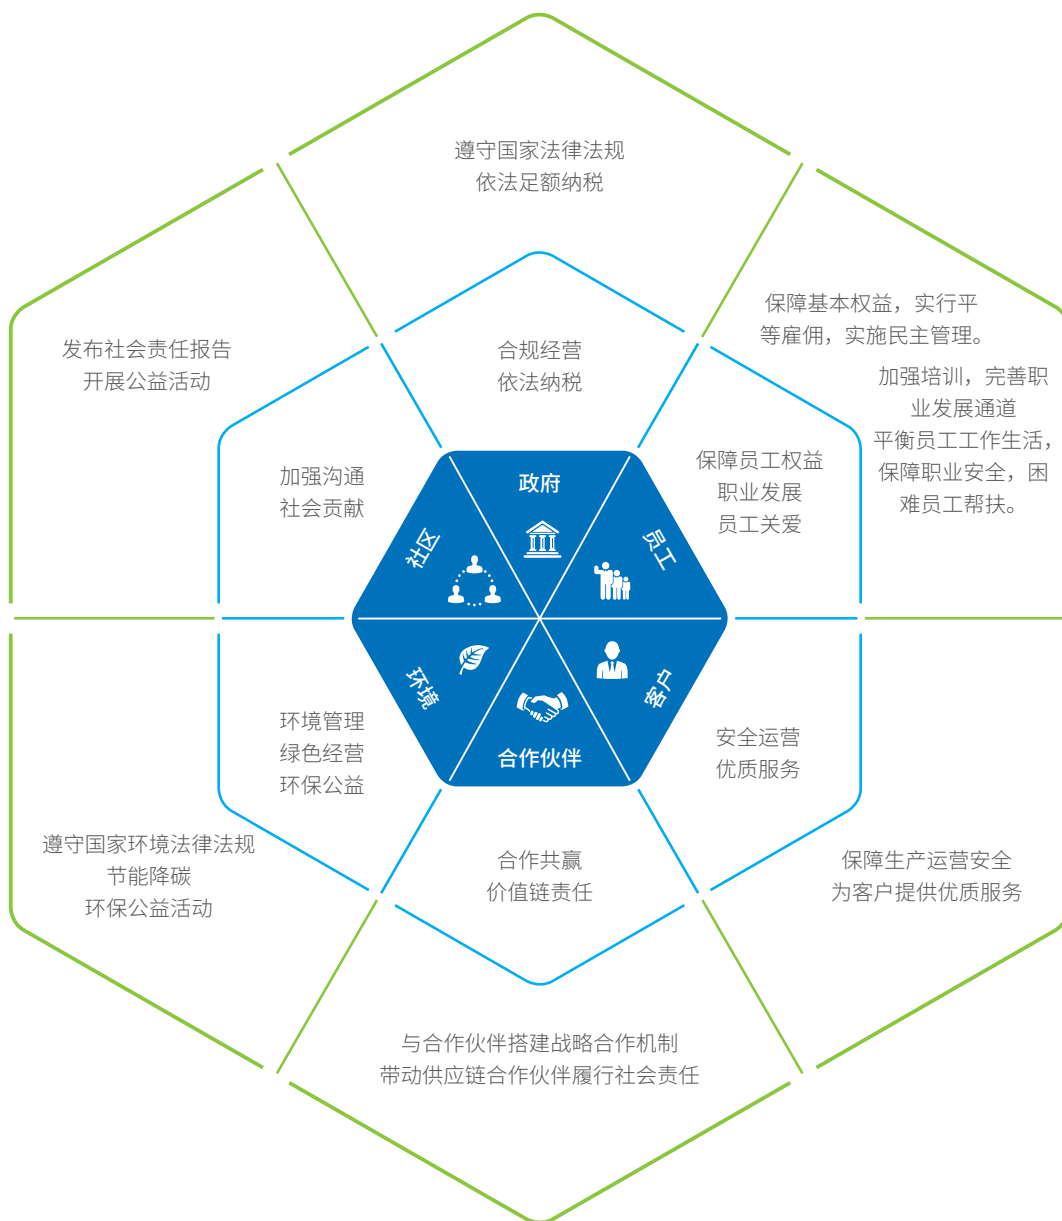 遵守国家法律法规
依法足额纳税
保障基本权益，实行平
等雇佣，实施民主管理。
加强培训，完善职
业发展通道
平衡员工工作生活，
保障职业安全，困
难员工帮扶。
发布社会责任报告
开展公益活动
合规经营
依法纳税
加强沟通
社会贡献
保障员工权益
职业发展
员工关爱
政府
社区
员工
环境
客户
合作伙伴
环境管理
绿色经营
环保公益
安全运营
优质服务
遵守国家环境法律法规
节能降碳
环保公益活动
合作共赢
价值链责任
保障生产运营安全
为客户提供优质服务
与合作伙伴搭建战略合作机制
带动供应链合作伙伴履行社会责任